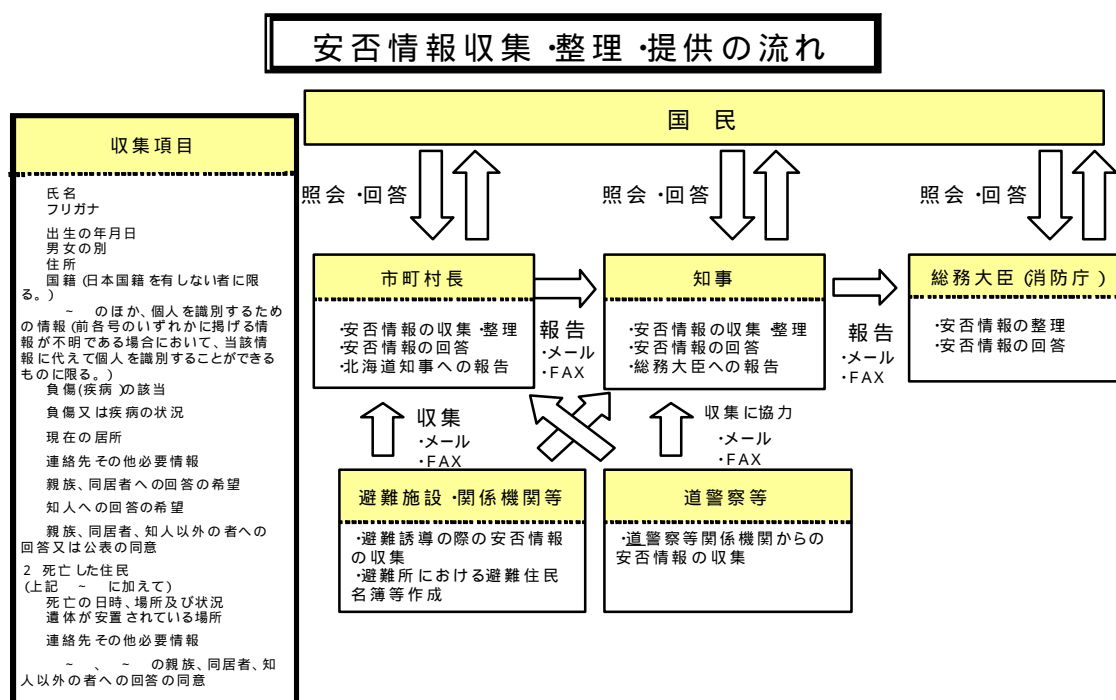 安否情報収集・整理・提供の流れ
国 民
収集項目
氏名
フリガナ
出生の年月日
男女の別
住所
国籍(日本国籍を有しない者に限
る。)
~ のほか、個人を識別するため
の情報(前各号のいずれかに掲げる情
報が不明である場合において、当該情
報に代えて個人を識別することができる
ものに限る。)
負傷(疾病)の該当
負傷又は疾病の状況
現在の居所
連絡先その他必要情報
親族、同居者への回答の希望
知人への回答の希望
親族、同居者、知人以外の者への
回答又は公表の同意
2 死亡した住民
(上記 ~ に加えて)
死亡の日時、場所及び状況
遺体が安置されている場所
連絡先その他必要情報
~ 、 ~ の親族、同居者、知
人以外の者への回答の同意
照会・回答
照会・回答
照会・回答
市町村長
・安否情報の収集・整理
・安否情報の回答
・北海道知事への報告
報告
・メール
・FAX
知事
・安否情報の収集・整理
・安否情報の回答
・総務大臣への報告
報告
・メール
・FAX
総務大臣(消防庁)
・安否情報の整理
・安否情報の回答
収集
・メール
・FAX
収集に協力
・メール
・FAX
避難施設・関係機関等
・避難誘導の際の安否情報
の収集
・避難所における避難住民
名簿等作成
道警察等
・道警察等関係機関からの
安否情報の収集